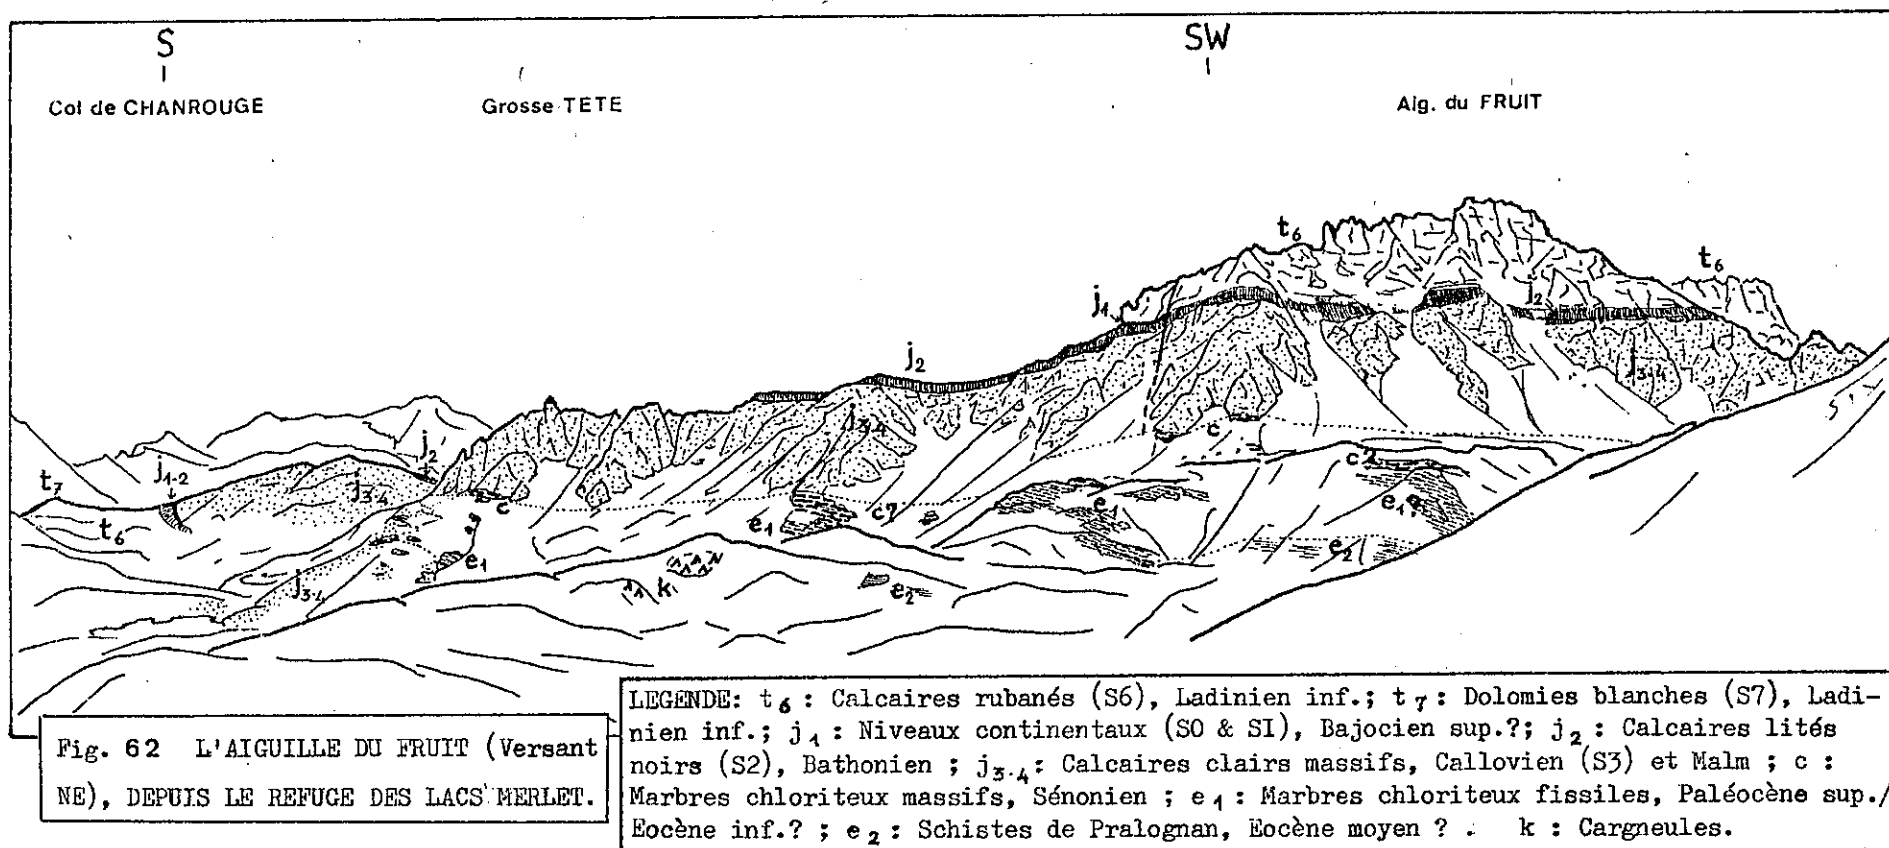 S
SW
Col de CHANROUGE
Grosse TETE
Aig. du FRUIT
t6
t6
j1
j2
j2
j3-4
j3-4
c
j2
j1-2
t7
j3-4
t6
c
c?
e1
e1?
e1
c?
e2
e1
k
e2
j3-4
Fig. 62 L'AIGUILLE DU FRUIT (Versant
NE), DEPUIS LE REFUGE DES LACS MERLET.
LEGENDE: t6 : Calcaires rubanés (S6), Ladinien inf.; t7 : Dolomies blanches (S7), Ladi-
nien inf.; j1 : Niveaux continentaux (SO & SI), Bajocien sup.?; j2 : Calcaires lités
noirs (S2), Bathonien ; j3-4 : Calcaires clairs massifs, Callovien (S3) et Malm ; c :
Marbres chloriteux massifs, Sénonien ; e1 : Marbres chloriteux fissiles, Paléocène sup./
Eocène inf.? ; e2 : Schistes de Pralognan, Eocène moyen ? . k : Cargneules.